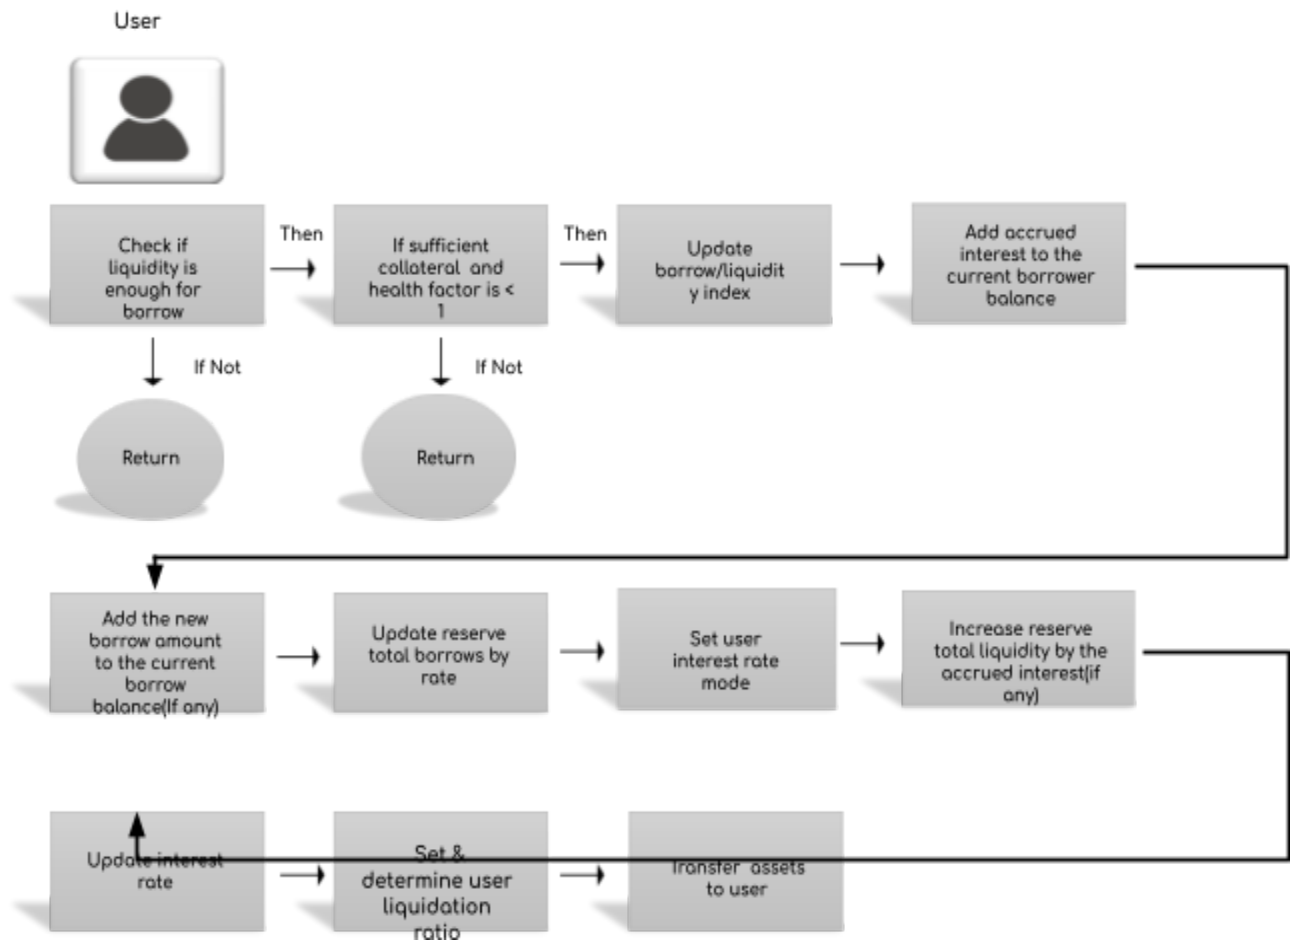 User
Check if
liquidity is
enough for
borrow
Then
If sufficient
collateral and
health factor is <
1
Then
Update
borrow/liquidit
y index
Add accrued
interest to the
current borrower
balance
If Not
If Not
Return
Return
Add the new
borrow amount
to the current
borrow
balance(If any)
Update reserve
total borrows by
rate
Set user
interest rate
mode
Increase reserve
total liquidity by the
accrued interest(if
any)
Update interest
rate
Set &
determine user
liquidation
ratio
Transfer assets
to user